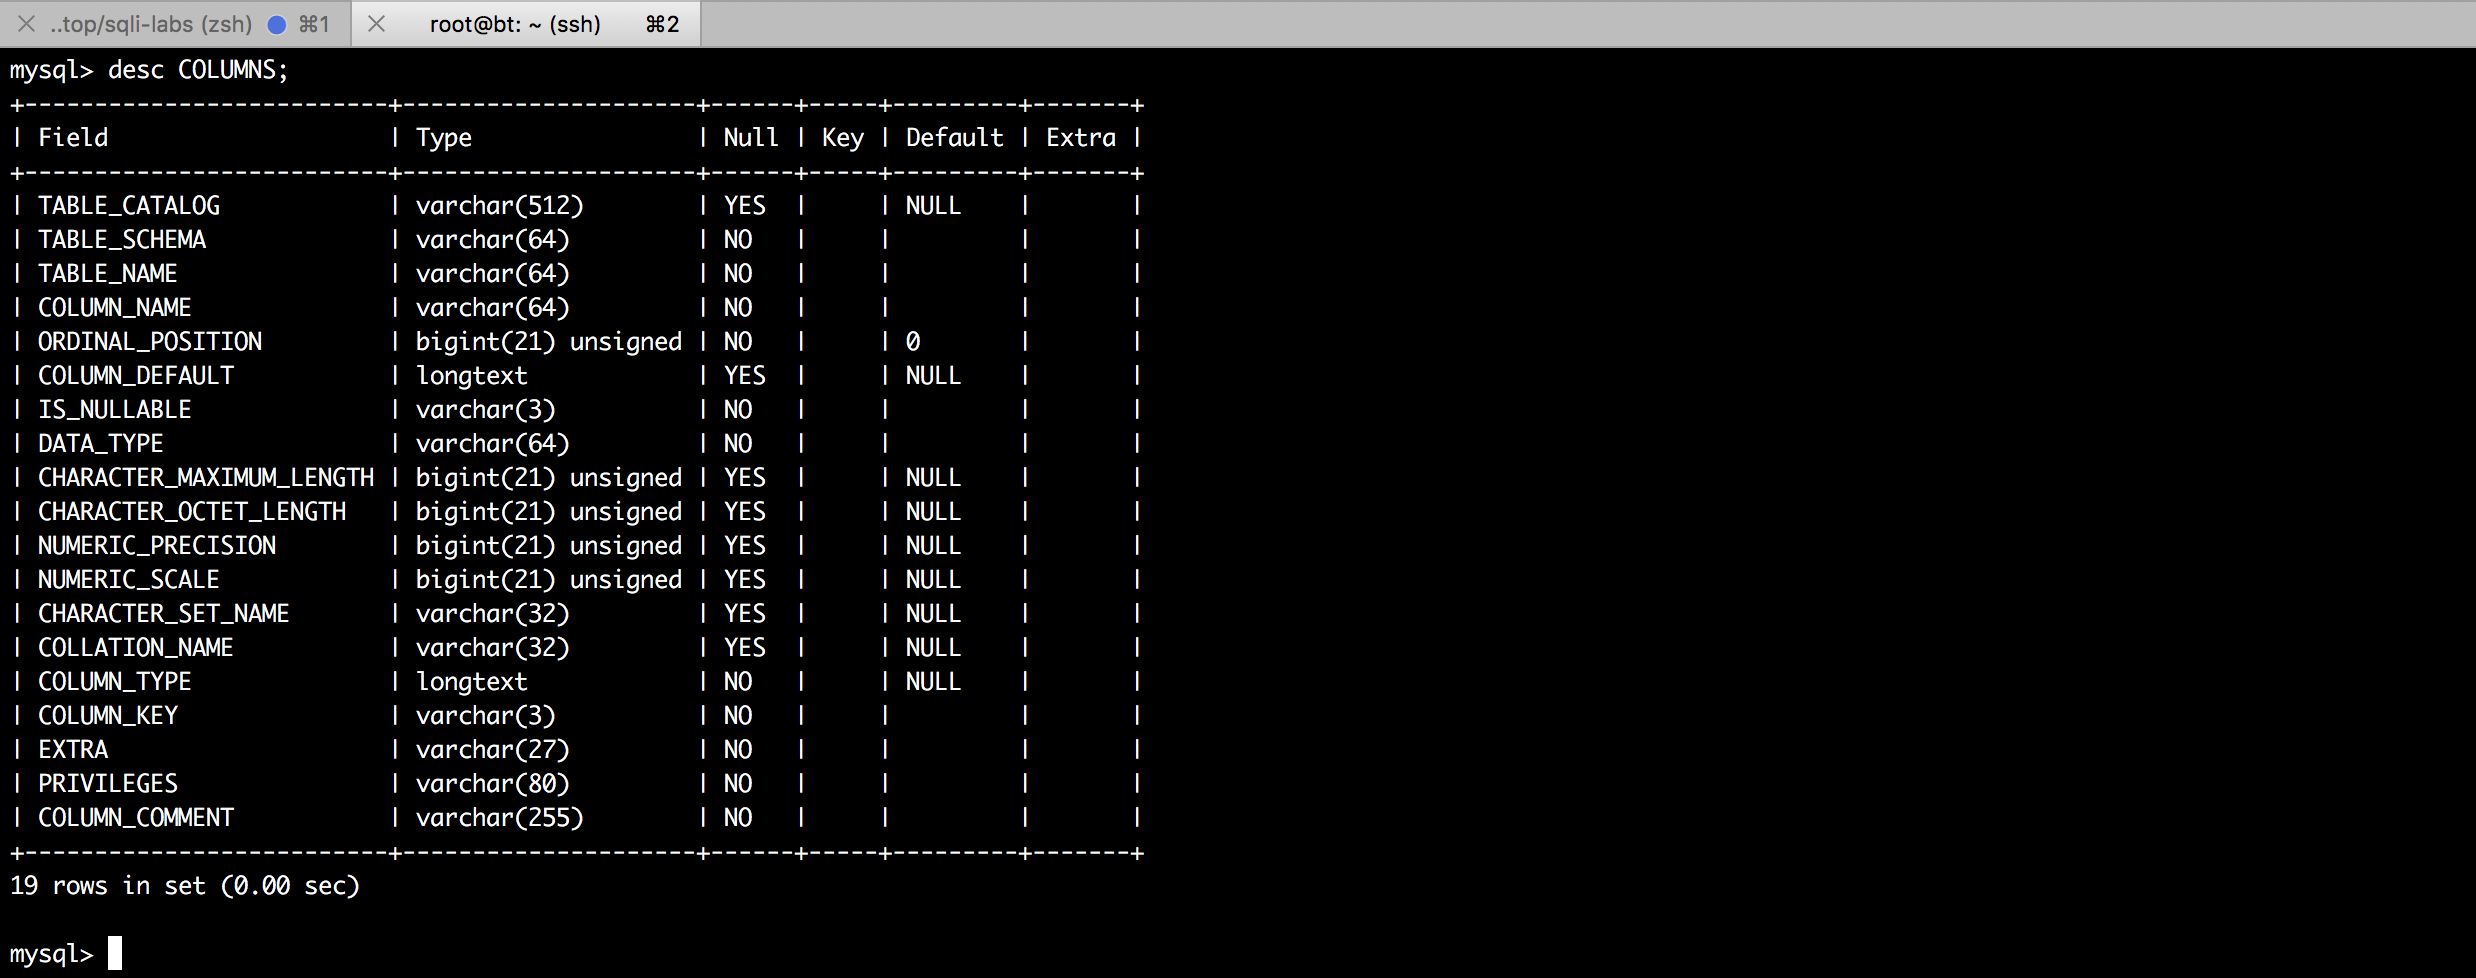 ..top/sqli-labs (zsh) ⌘1 root@bt: ~ (ssh) ⌘2
mysql> desc COLUMNS;
+--------------------------+---------------------+------+-----+---------+-------+
| Field                    | Type                | Null | Key | Default | Extra |
+--------------------------+---------------------+------+-----+---------+-------+
| TABLE_CATALOG            | varchar(512)        | YES  |     | NULL    |       |
| TABLE_SCHEMA             | varchar(64)         | NO   |     |         |       |
| TABLE_NAME               | varchar(64)         | NO   |     |         |       |
| COLUMN_NAME              | varchar(64)         | NO   |     |         |       |
| ORDINAL_POSITION         | bigint(21) unsigned | NO   |     | 0       |       |
| COLUMN_DEFAULT           | longtext            | YES  |     | NULL    |       |
| IS_NULLABLE              | varchar(3)          | NO   |     |         |       |
| DATA_TYPE                | varchar(64)         | NO   |     |         |       |
| CHARACTER_MAXIMUM_LENGTH | bigint(21) unsigned | YES  |     | NULL    |       |
| CHARACTER_OCTET_LENGTH   | bigint(21) unsigned | YES  |     | NULL    |       |
| NUMERIC_PRECISION        | bigint(21) unsigned | YES  |     | NULL    |       |
| NUMERIC_SCALE            | bigint(21) unsigned | YES  |     | NULL    |       |
| CHARACTER_SET_NAME       | varchar(32)         | YES  |     | NULL    |       |
| COLLATION_NAME           | varchar(32)         | YES  |     | NULL    |       |
| COLUMN_TYPE              | longtext            | NO   |     | NULL    |       |
| COLUMN_KEY               | varchar(3)          | NO   |     |         |       |
| EXTRA                    | varchar(27)         | NO   |     |         |       |
| PRIVILEGES               | varchar(80)         | NO   |     |         |       |
| COLUMN_COMMENT           | varchar(255)        | NO   |     |         |       |
+--------------------------+---------------------+------+-----+---------+-------+
19 rows in set (0.00 sec)
mysql>